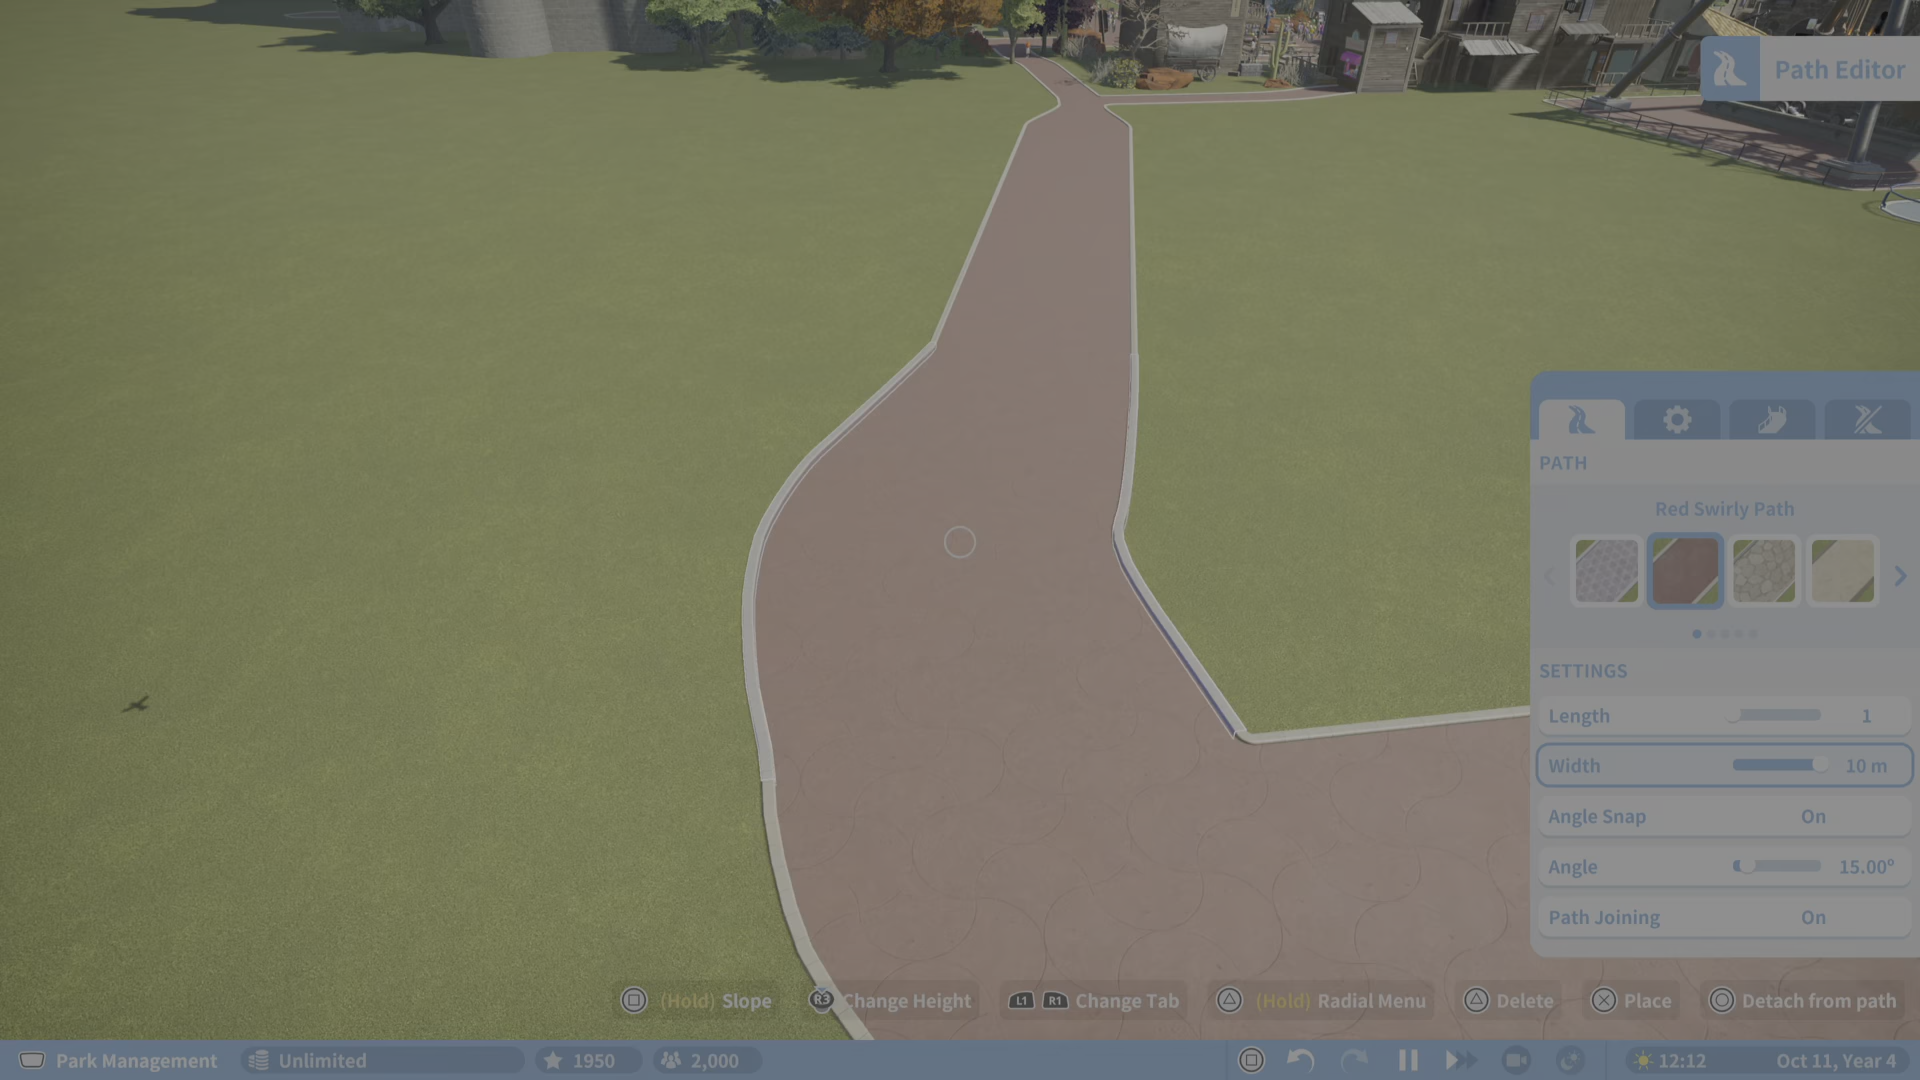 Path Editor
PATH
Red Swirly Path
SETTINGS
Length 1
Width 10 m
Angle Snap On
Angle 15.00°
Path Joining On
(Hold) Slope R3 Change Height L1 R1 Change Tab (Hold) Radial Menu Delete Place Detach from path
Park Management Unlimited 1950 2,000 12:12 Oct 11, Year 4